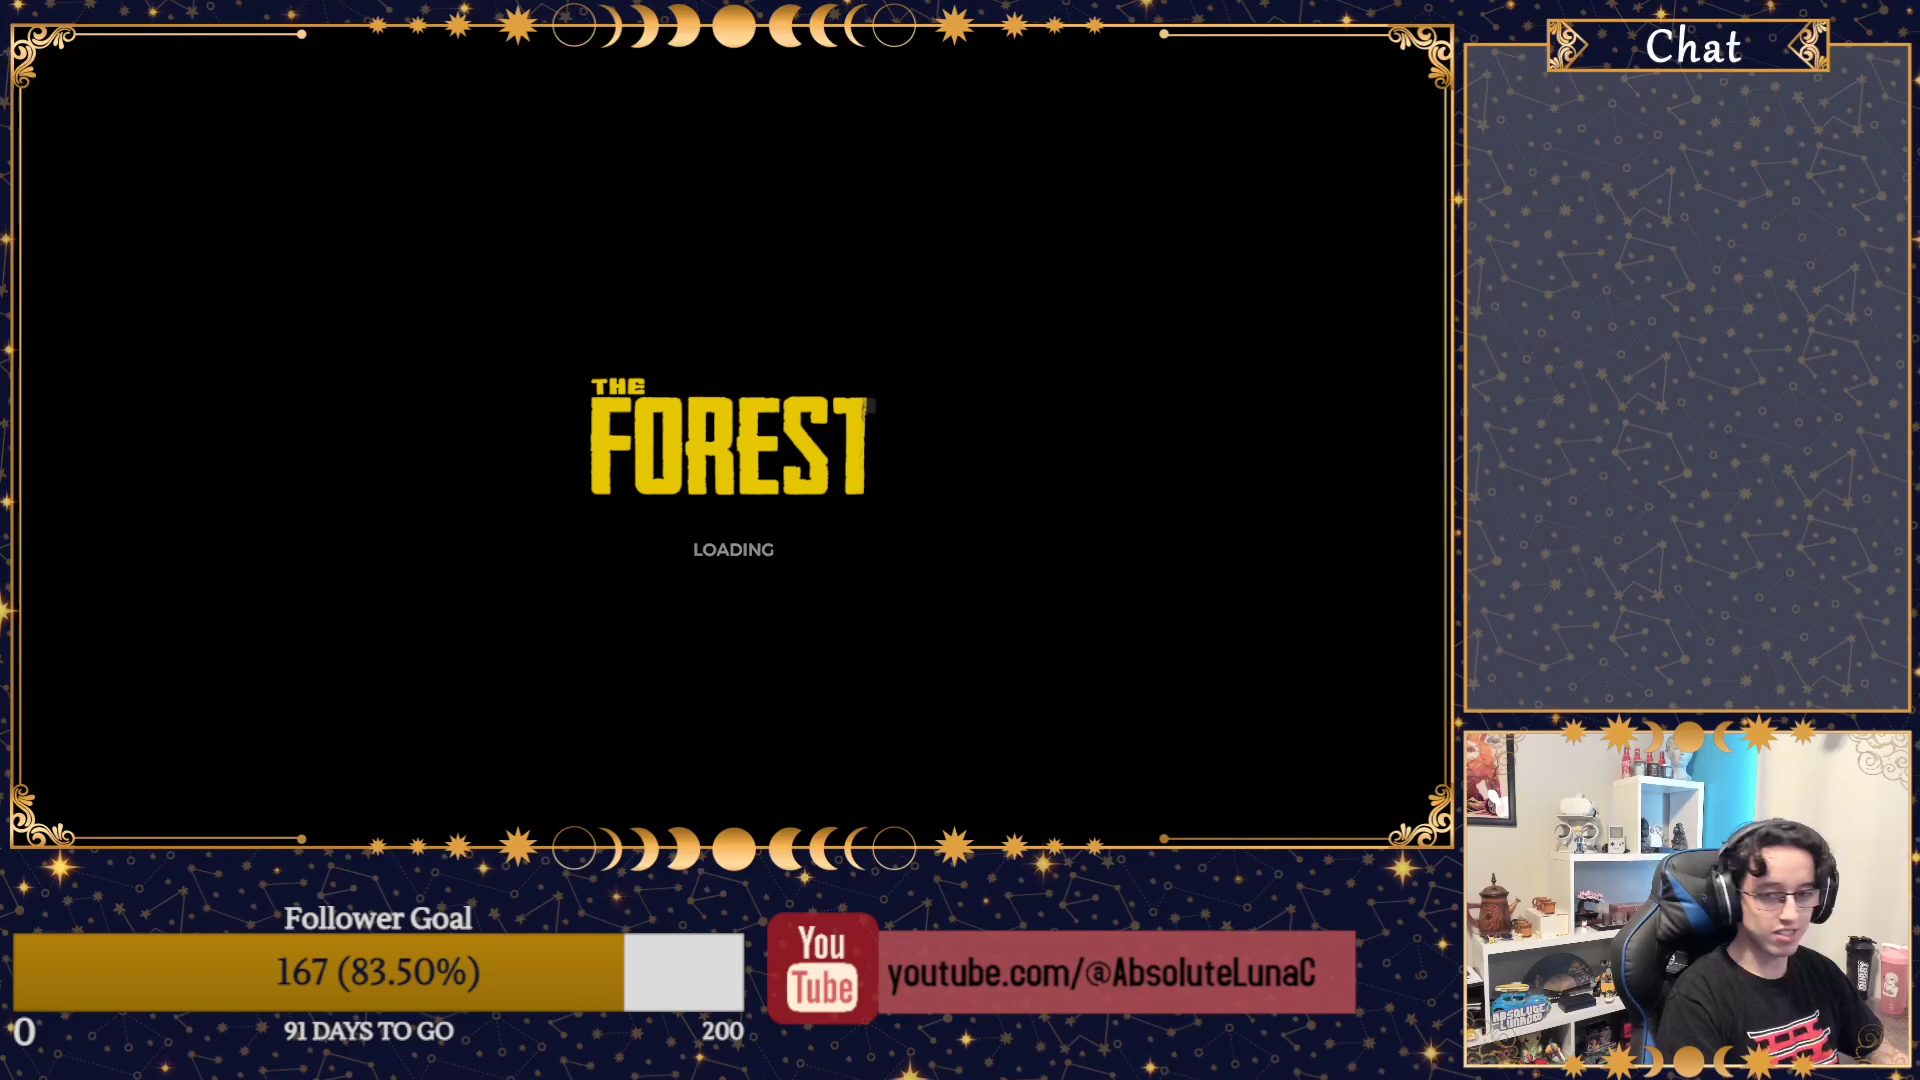 Chat
THE
FOREST
LOADING
Follower Goal
167 (83.50%)
0
91 DAYS TO GO
200
You
Tube
youtube.com/@AbsoluteLunaC
ABSOLUTE